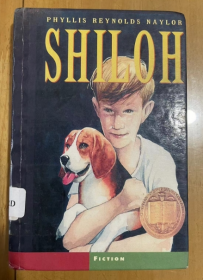 PHYLLIS REYNOLDS NAYLOR
SHILOH
D
FICTION